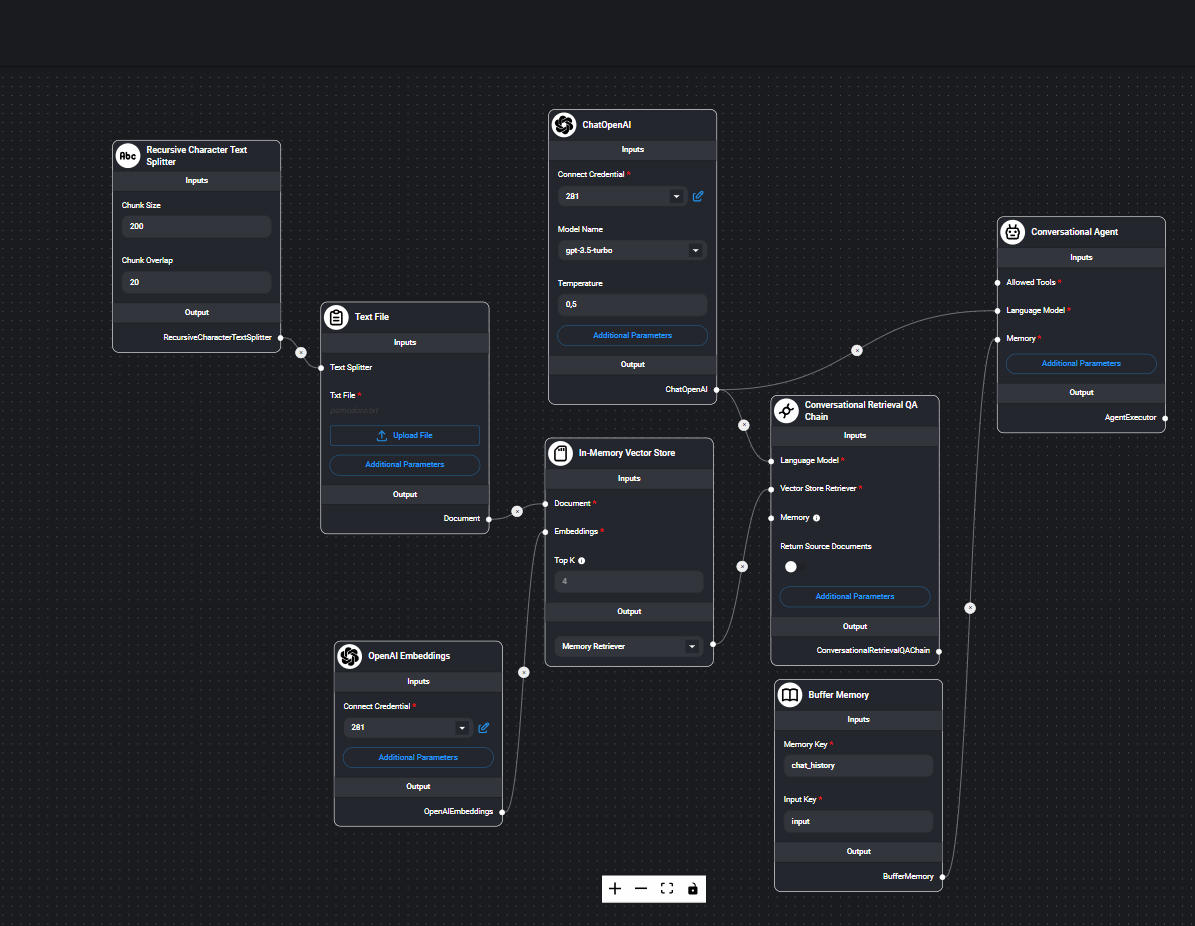 Abc
Recursive Character Text
Splitter
Inputs
Chunk Size
200
Chunk Overlap
20
Output
RecursiveCharacterTextSplitter
Text File
Inputs
Text Splitter
Txt File *
pomodoro.txt
Upload File
Additional Parameters
Output
Document
OpenAI Embeddings
Inputs
Connect Credential *
281
Additional Parameters
Output
OpenAIEmbeddings
ChatOpenAI
Inputs
Connect Credential *
281
Model Name
gpt-3.5-turbo
Temperature
0,5
Additional Parameters
Output
ChatOpenAI
In-Memory Vector Store
Inputs
Document *
Embeddings *
Top K
4
Output
Memory Retriever
Conversational Retrieval QA
Chain
Inputs
Language Model *
Vector Store Retriever *
Memory
Return Source Documents
Additional Parameters
Output
ConversationalRetrievalQAChain
Buffer Memory
Inputs
Memory Key *
chat_history
Input Key *
input
Output
BufferMemory
Conversational Agent
Inputs
Allowed Tools *
Language Model *
Memory *
Additional Parameters
Output
AgentExecutor